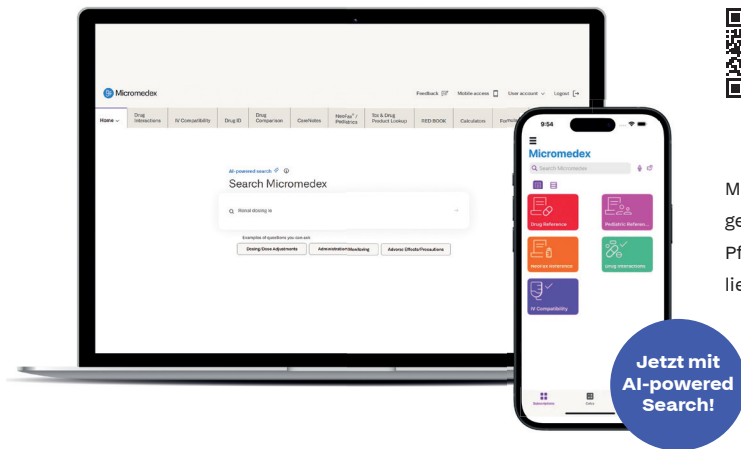 Micromedex
Feedback
Mobile access
User account
Logout
Home
Drug Interactions
IV Compatibility
Drug ID
Drug Comparison
CareNotes
NeoFax® / Pediatrics
Tox & Drug Product Lookup
RED BOOK
Calculators
AI-powered search
Search Micromedex
Renal dosing in
Examples of questions you can ask
Dosing/Dose Adjustments
Administration/Monitoring
Adverse Effects/Precautions
9:54
Micromedex
Search Micromedex
Drug Reference
Pediatric Referen...
NeoFax Reference
Drug Interactions
IV Compatibility
Jetzt mit
AI-powered
Search!
M
ge
Pf
lie